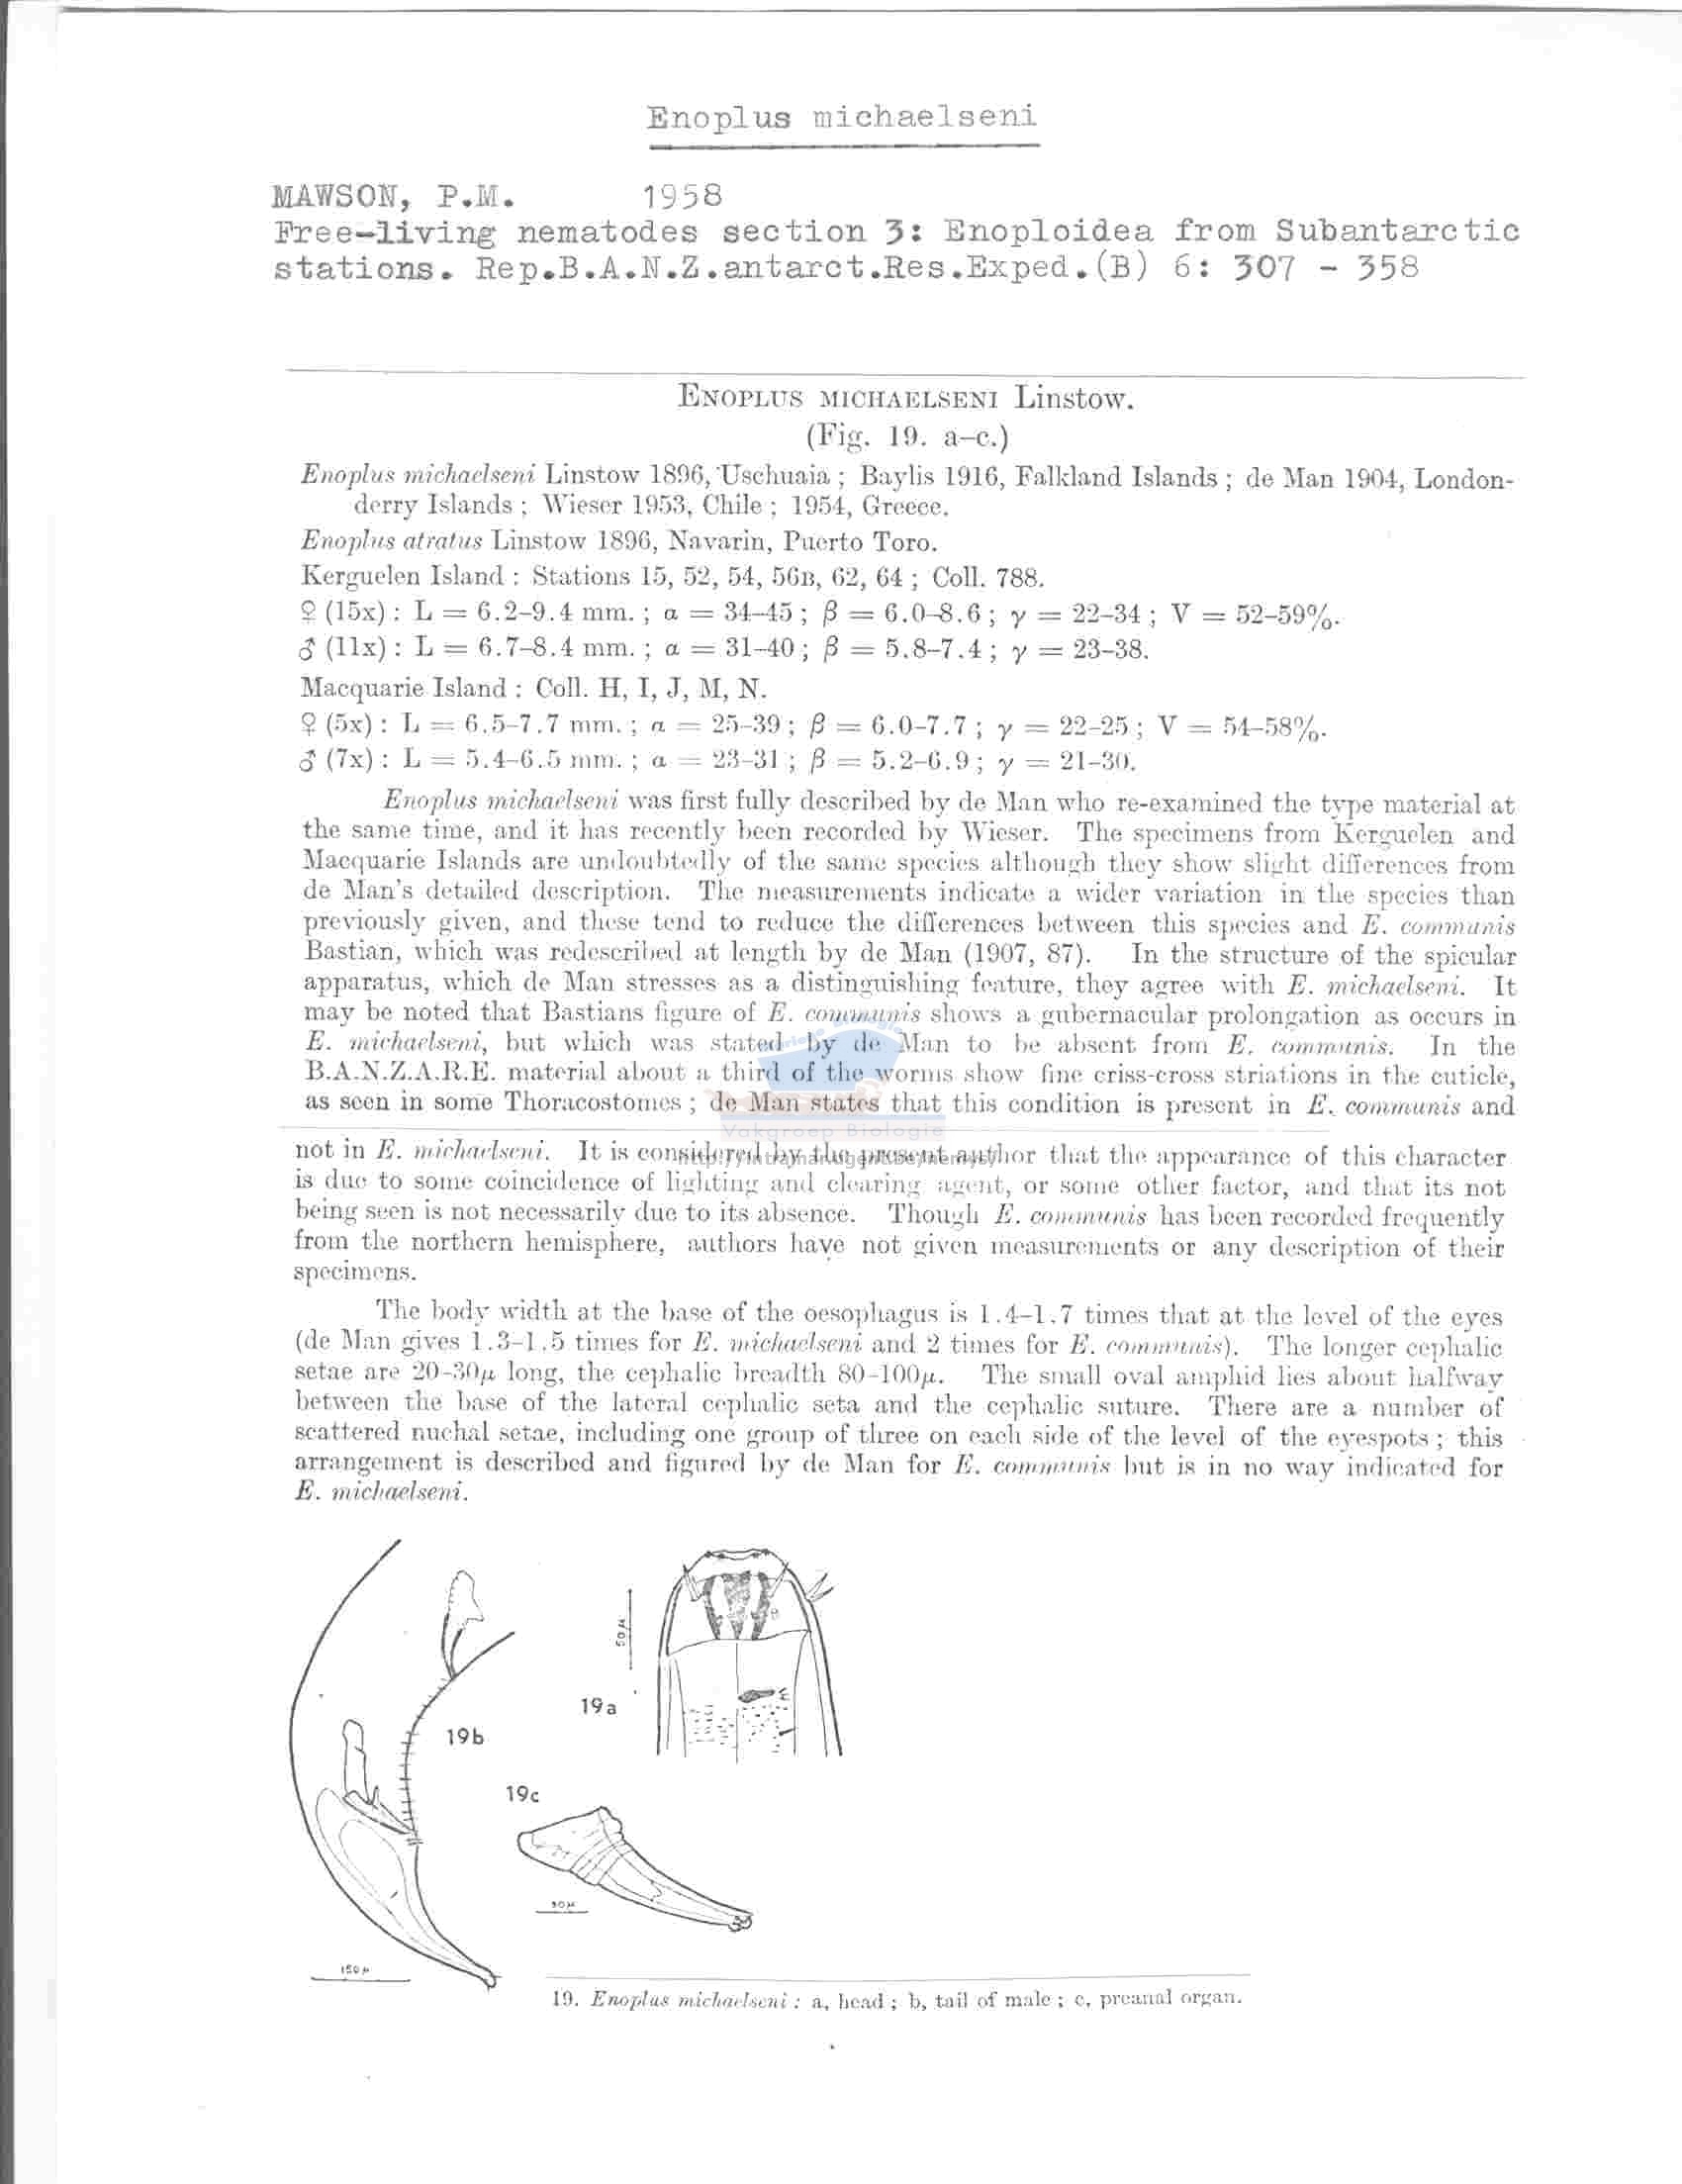 Enoplus michaelseni
MAWSON, P.M. 1958
Free-living nematodes section 3: Enoploidea from Subantarctic
stations. Rep.B.A.N.Z.antarct.Res.Exped.(B) 6: 307 - 358
ENOPLUS MICHAELSENI Linstow.
(Fig. 19. a–c.)
Enoplus michaelseni Linstow 1896, Uschuaia ; Baylis 1916, Falkland Islands ; de Man 1904, London-
derry Islands ; Wieser 1953, Chile ; 1954, Greece.
Enoplus atratus Linstow 1896, Navarin, Puerto Toro.
Kerguelen Island : Stations 15, 52, 54, 56B, 62, 64 ; Coll. 788.
♀ (15x) : L = 6.2–9.4 mm. ; α = 34–45 ; β = 6.0–8.6 ; γ = 22–34 ; V = 52–59%.
♂ (11x) : L = 6.7–8.4 mm. ; α = 31–40 ; β = 5.8–7.4 ; γ = 23–38.
Macquarie Island : Coll. H, I, J, M, N.
♀ (5x) : L = 6.5–7.7 mm. ; α = 25–39 ; β = 6.0–7.7 ; γ = 22–25 ; V = 54–58%.
♂ (7x) : L = 5.4–6.5 mm. ; α = 23–31 ; β = 5.2–6.9 ; γ = 21–30.
Enoplus michaelseni was first fully described by de Man who re-examined the type material at
the same time, and it has recently been recorded by Wieser. The specimens from Kerguelen and
Macquarie Islands are undoubtedly of the same species although they show slight differences from
de Man's detailed description. The measurements indicate a wider variation in the species than
previously given, and these tend to reduce the differences between this species and E. communis
Bastian, which was redescribed at length by de Man (1907, 87). In the structure of the spicular
apparatus, which de Man stresses as a distinguishing feature, they agree with E. michaelseni. It
may be noted that Bastians figure of E. communis shows a gubernacular prolongation as occurs in
E. michaelseni, but which was stated by de Man to be absent from E. communis. In the
B.A.N.Z.A.R.E. material about a third of the worms show fine criss-cross striations in the cuticle,
as seen in some Thoracostomes ; de Man states that this condition is present in E. communis and
Vakgroep Biologie
not in E. michaelseni. It is considered by the present author that the appearance of this character
is due to some coincidence of lighting and clearing agent, or some other factor, and that its not
being seen is not necessarily due to its absence. Though E. communis has been recorded frequently
from the northern hemisphere, authors have not given measurements or any description of their
specimens.
The body width at the base of the oesophagus is 1.4–1.7 times that at the level of the eyes
(de Man gives 1.3–1.5 times for E. michaelseni and 2 times for E. communis). The longer cephalic
setae are 20–30μ long, the cephalic breadth 80–100μ. The small oval amphid lies about halfway
between the base of the lateral cephalic seta and the cephalic suture. There are a number of
scattered nuchal setae, including one group of three on each side of the level of the eyespots ; this
arrangement is described and figured by de Man for E. communis but is in no way indicated for
E. michaelseni.
50μ
19a
19b
19c
50μ
150μ
19. Enoplus michaelseni : a, head ; b, tail of male ; c, preanal organ.